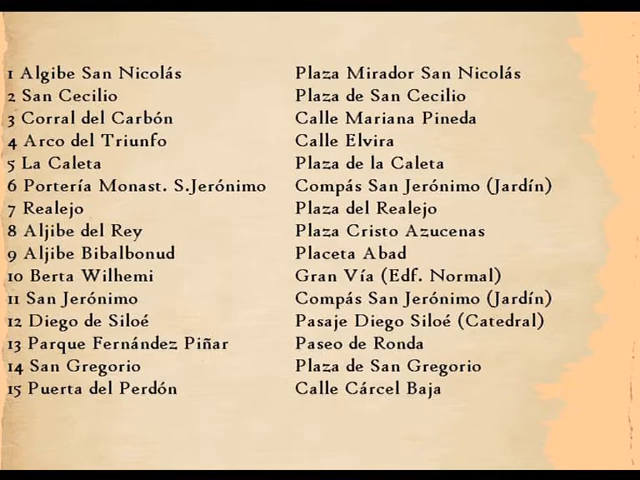 1 Algibe San Nicolás Plaza Mirador San Nicolás
2 San Cecilio Plaza de San Cecilio
3 Corral del Carbón Calle Mariana Pineda
4 Arco del Triunfo Calle Elvira
5 La Caleta Plaza de la Caleta
6 Portería Monast. S.Jerónimo Compás San Jerónimo (Jardín)
7 Realejo Plaza del Realejo
8 Aljibe del Rey Plaza Cristo Azucenas
9 Aljibe Bibalbonud Placeta Abad
10 Berta Wilhemi Gran Vía (Edf. Normal)
11 San Jerónimo Compás San Jerónimo (Jardín)
12 Diego de Siloé Pasaje Diego Siloé (Catedral)
13 Parque Fernández Piñar Paseo de Ronda
14 San Gregorio Plaza de San Gregorio
15 Puerta del Perdón Calle Cárcel Baja